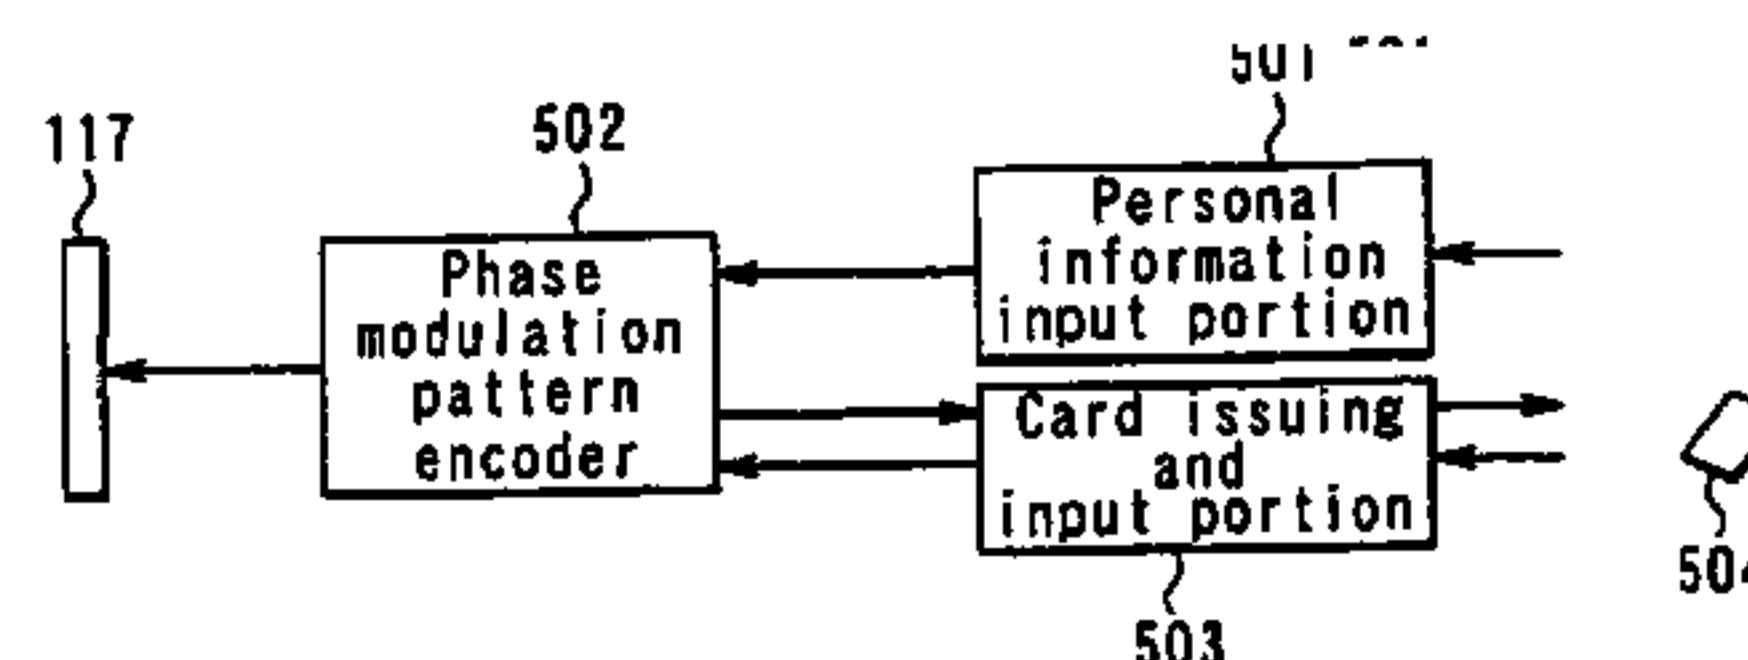 501
117
502
Personal
information
input portion
Phase
modulation
pattern
encoder
Card issuing
and
input portion
503